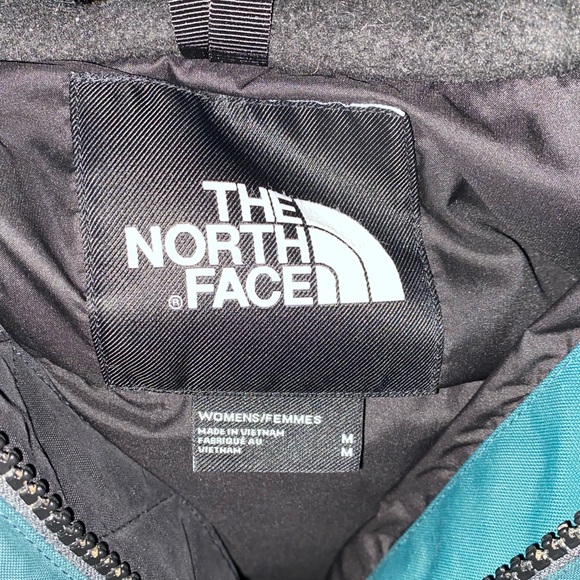 THE
NORTH
® FACE
WOMENS/FEMMES
MADE IN VIETNAM M
FABRIQUÉ AU
VIETNAM M